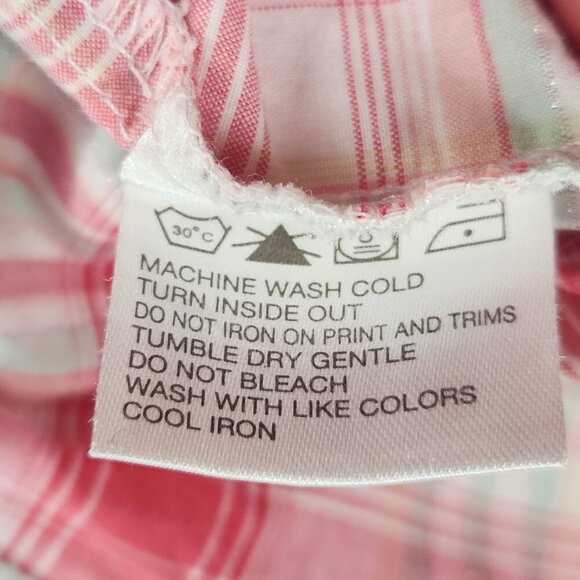 30°C
MACHINE WASH COLD
TURN INSIDE OUT
DO NOT IRON ON PRINT AND TRIMS
TUMBLE DRY GENTLE
DO NOT BLEACH
WASH WITH LIKE COLORS
COOL IRON